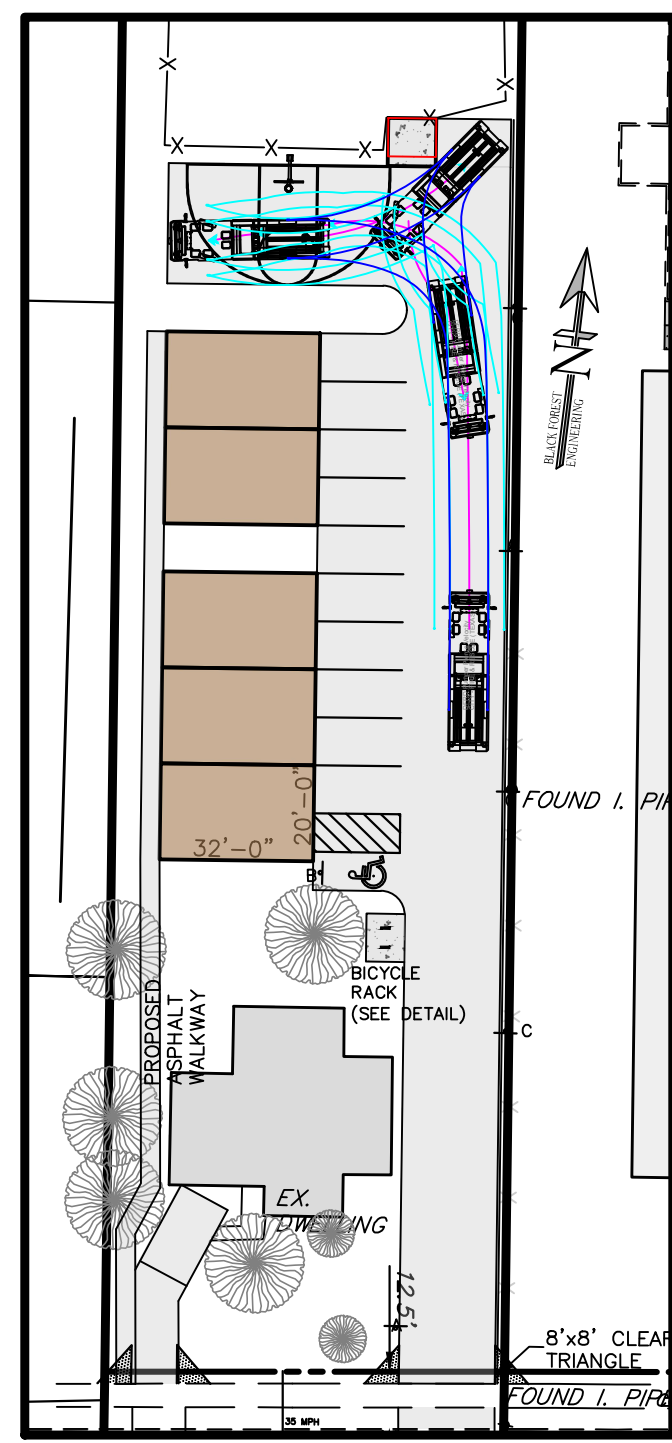 X
X
X
X
X
X
N
BLACK FOREST
ENGINEERING
20'-0"
32'-0"
FOUND I. PIP
BICYCLE
RACK
(SEE DETAIL)
PROPOSED
ASPHALT
WALKWAY
C
EX.
DWELLING
12.5'
8'x8' CLEAR
TRIANGLE
FOUND I. PIPE
35 MPH